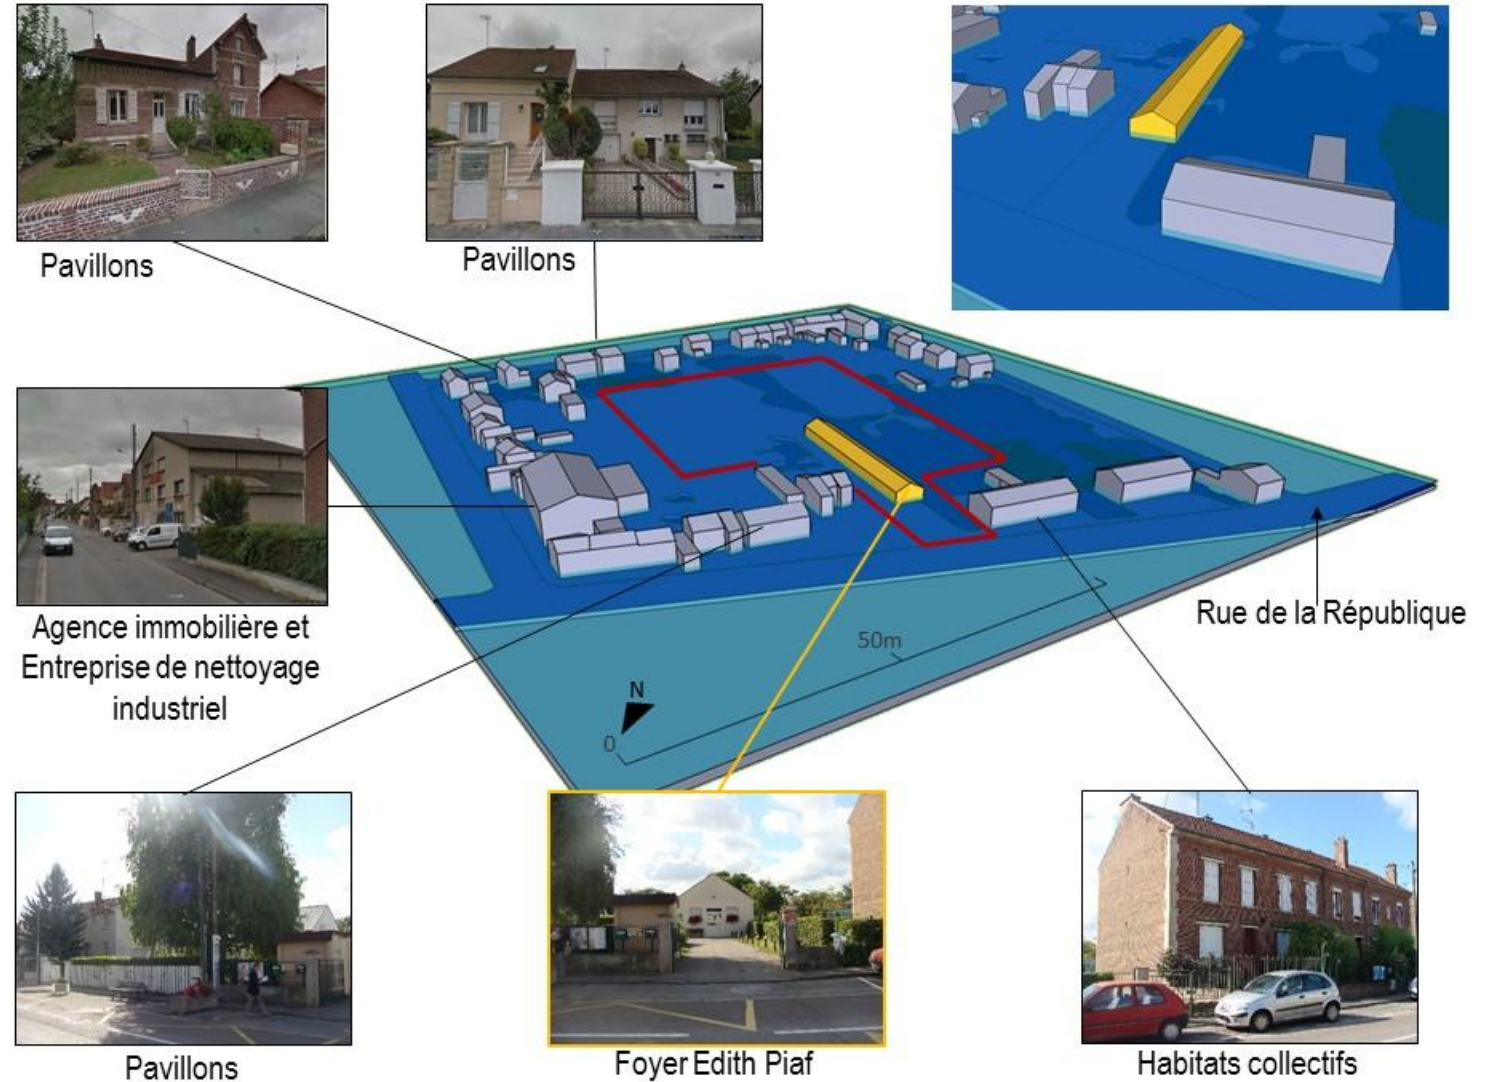 Pavillons
Pavillons
Agence immobilière et
Entreprise de nettoyage
industriel
Rue de la République
50m
N
0
Pavillons
Foyer Edith Piaf
Habitats collectifs